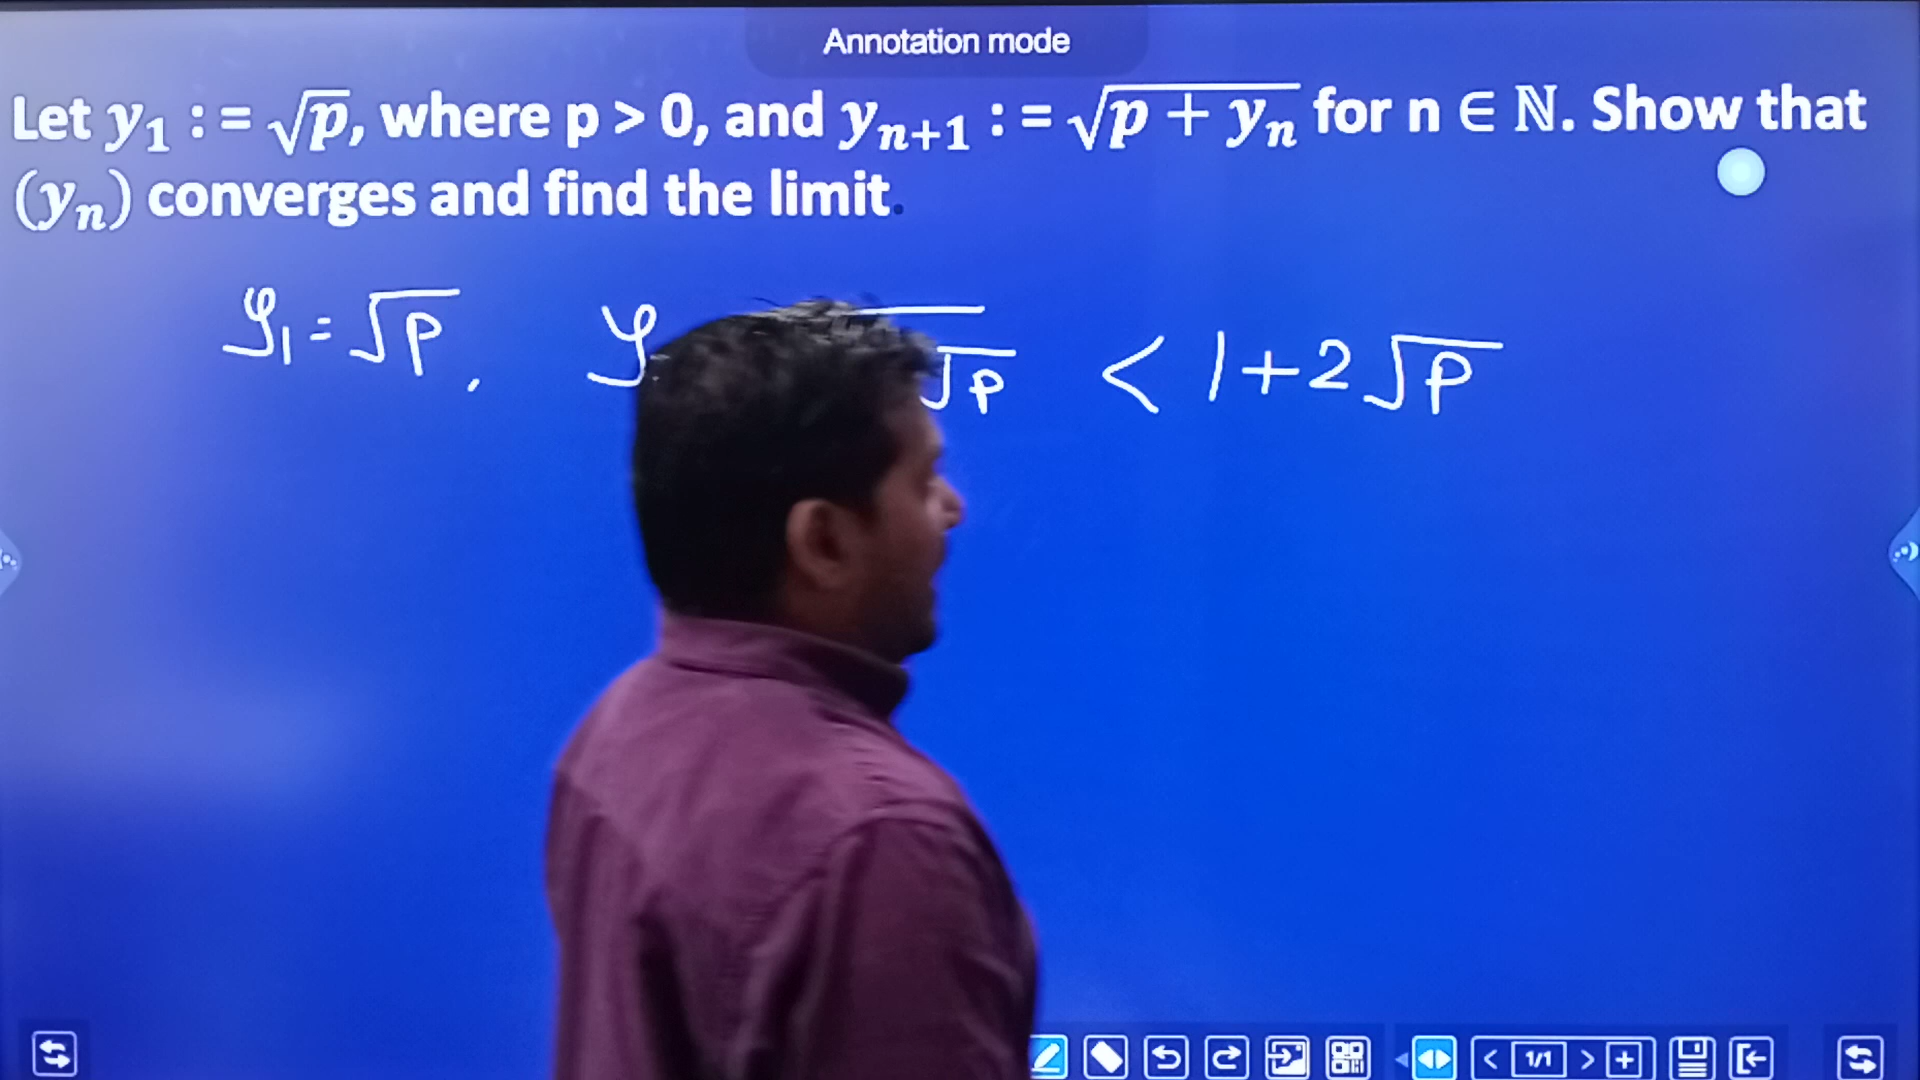 Annotation mode
Let y₁ := √p, where p > 0, and yₙ₊₁ := √(p + yₙ) for n ∈ ℕ. Show that
(yₙ) converges and find the limit.
y₁ = √p, y √p < 1+2√p
1/1